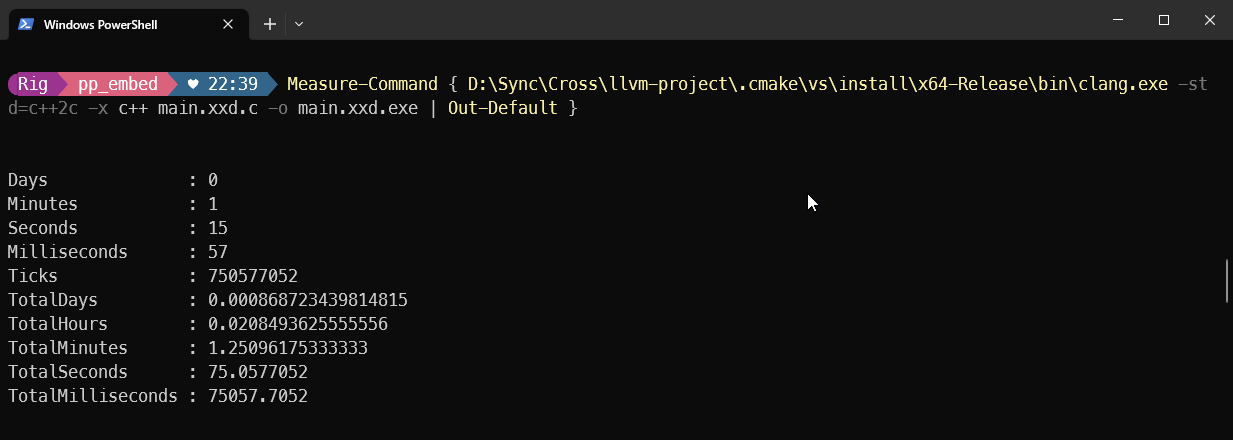 Windows PowerShell
Rig pp_embed ♥ 22:39 Measure-Command { D:\Sync\Cross\llvm-project\.cmake\vs\install\x64-Release\bin\clang.exe -st
d=c++2c -x c++ main.xxd.c -o main.xxd.exe | Out-Default }
Days : 0
Minutes : 1
Seconds : 15
Milliseconds : 57
Ticks : 750577052
TotalDays : 0.000868723439814815
TotalHours : 0.0208493625555556
TotalMinutes : 1.25096175333333
TotalSeconds : 75.0577052
TotalMilliseconds : 75057.7052